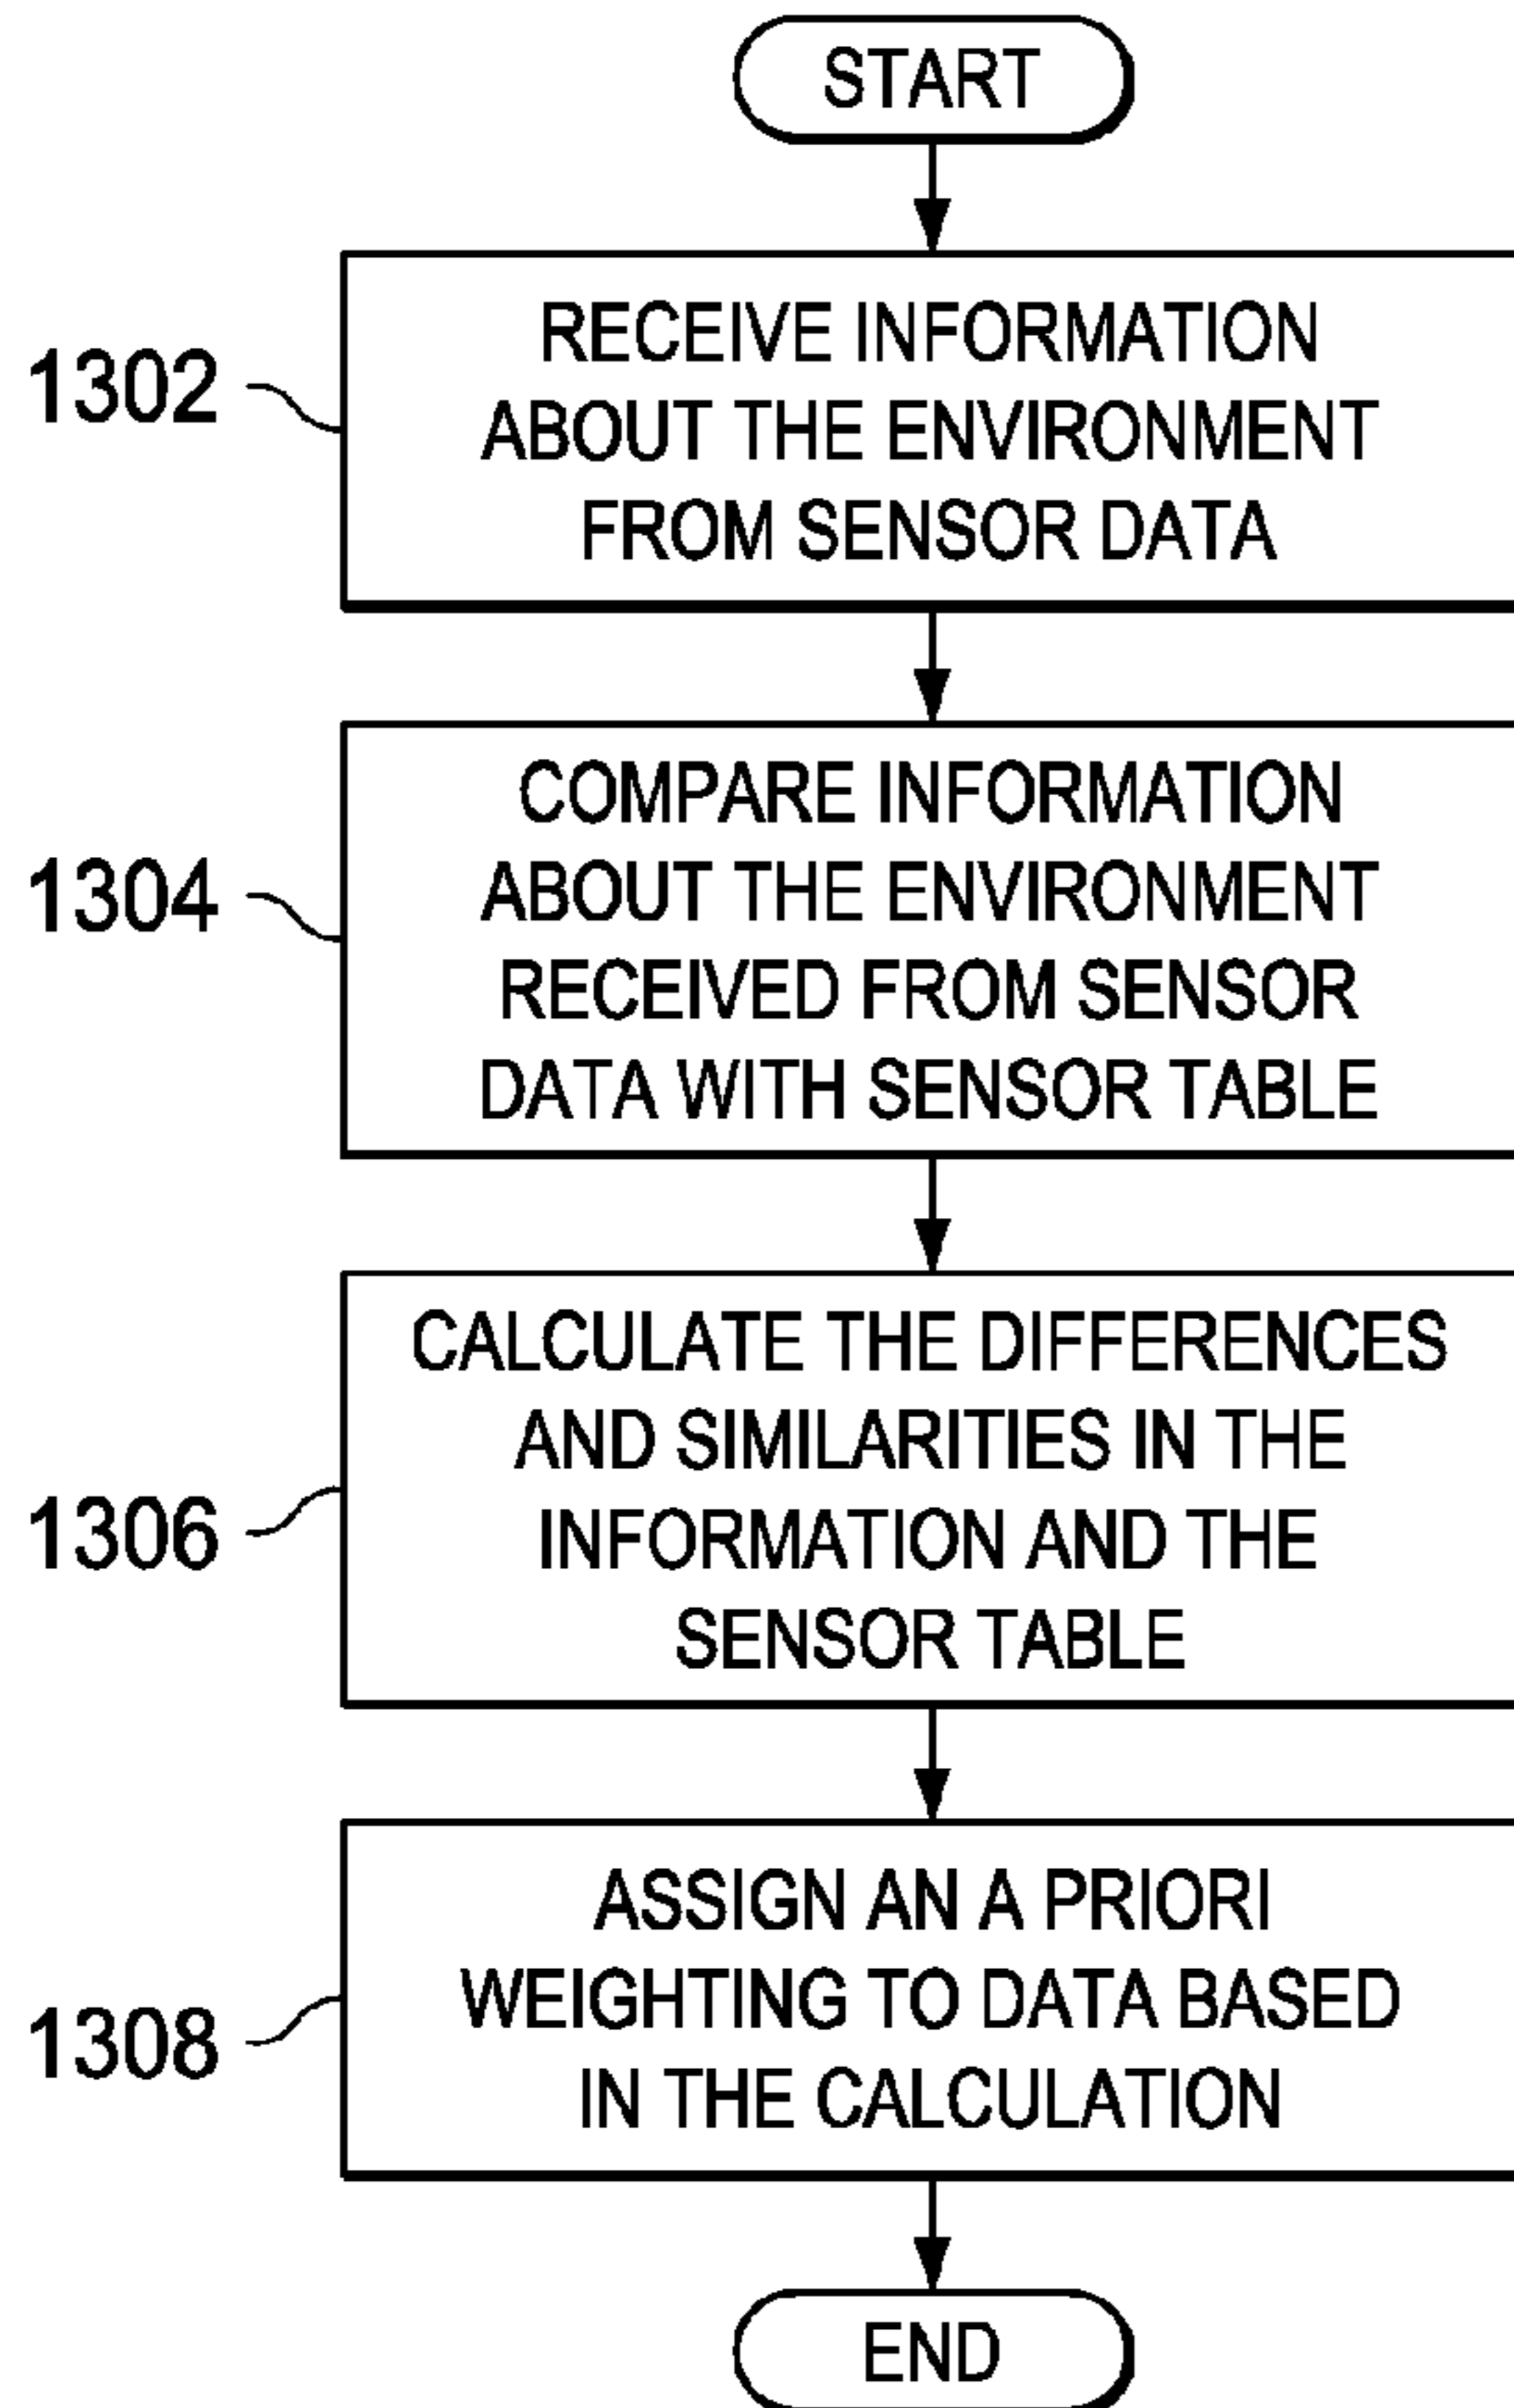 START
1302
RECEIVE INFORMATION
ABOUT THE ENVIRONMENT
FROM SENSOR DATA
1304
COMPARE INFORMATION
ABOUT THE ENVIRONMENT
RECEIVED FROM SENSOR
DATA WITH SENSOR TABLE
1306
CALCULATE THE DIFFERENCES
AND SIMILARITIES IN THE
INFORMATION AND THE
SENSOR TABLE
1308
ASSIGN AN A PRIORI
WEIGHTING TO DATA BASED
IN THE CALCULATION
END